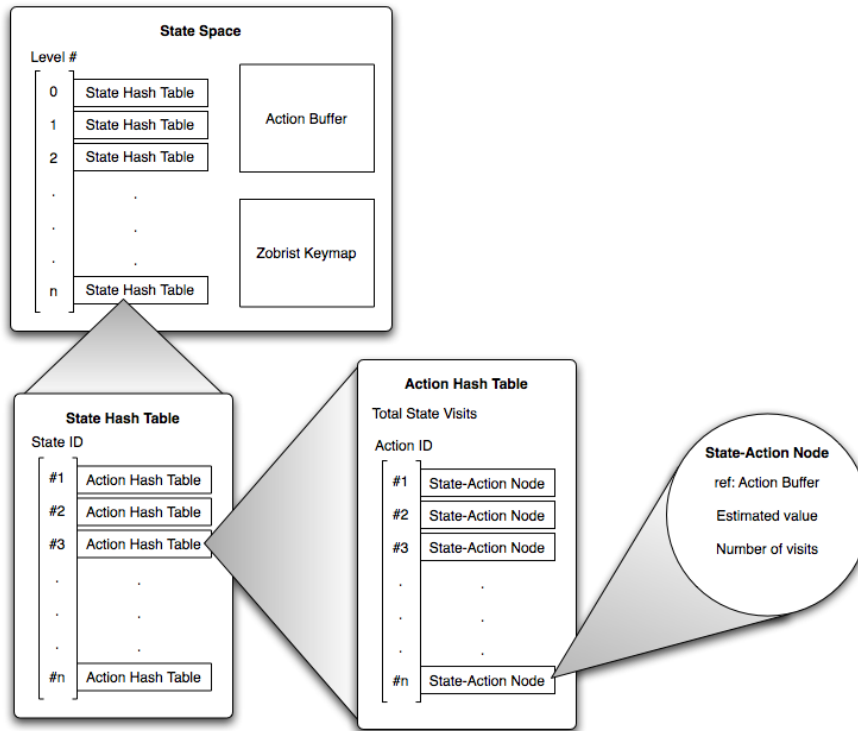 State Space
Level #
0 State Hash Table
1 State Hash Table
2 State Hash Table
. .
. .
. .
n State Hash Table
Action Buffer
Zobrist Keymap
State Hash Table
State ID
#1 Action Hash Table
#2 Action Hash Table
#3 Action Hash Table
. .
. .
. .
#n Action Hash Table
Action Hash Table
Total State Visits
Action ID
#1 State-Action Node
#2 State-Action Node
#3 State-Action Node
. .
. .
. .
#n State-Action Node
State-Action Node
ref: Action Buffer
Estimated value
Number of visits